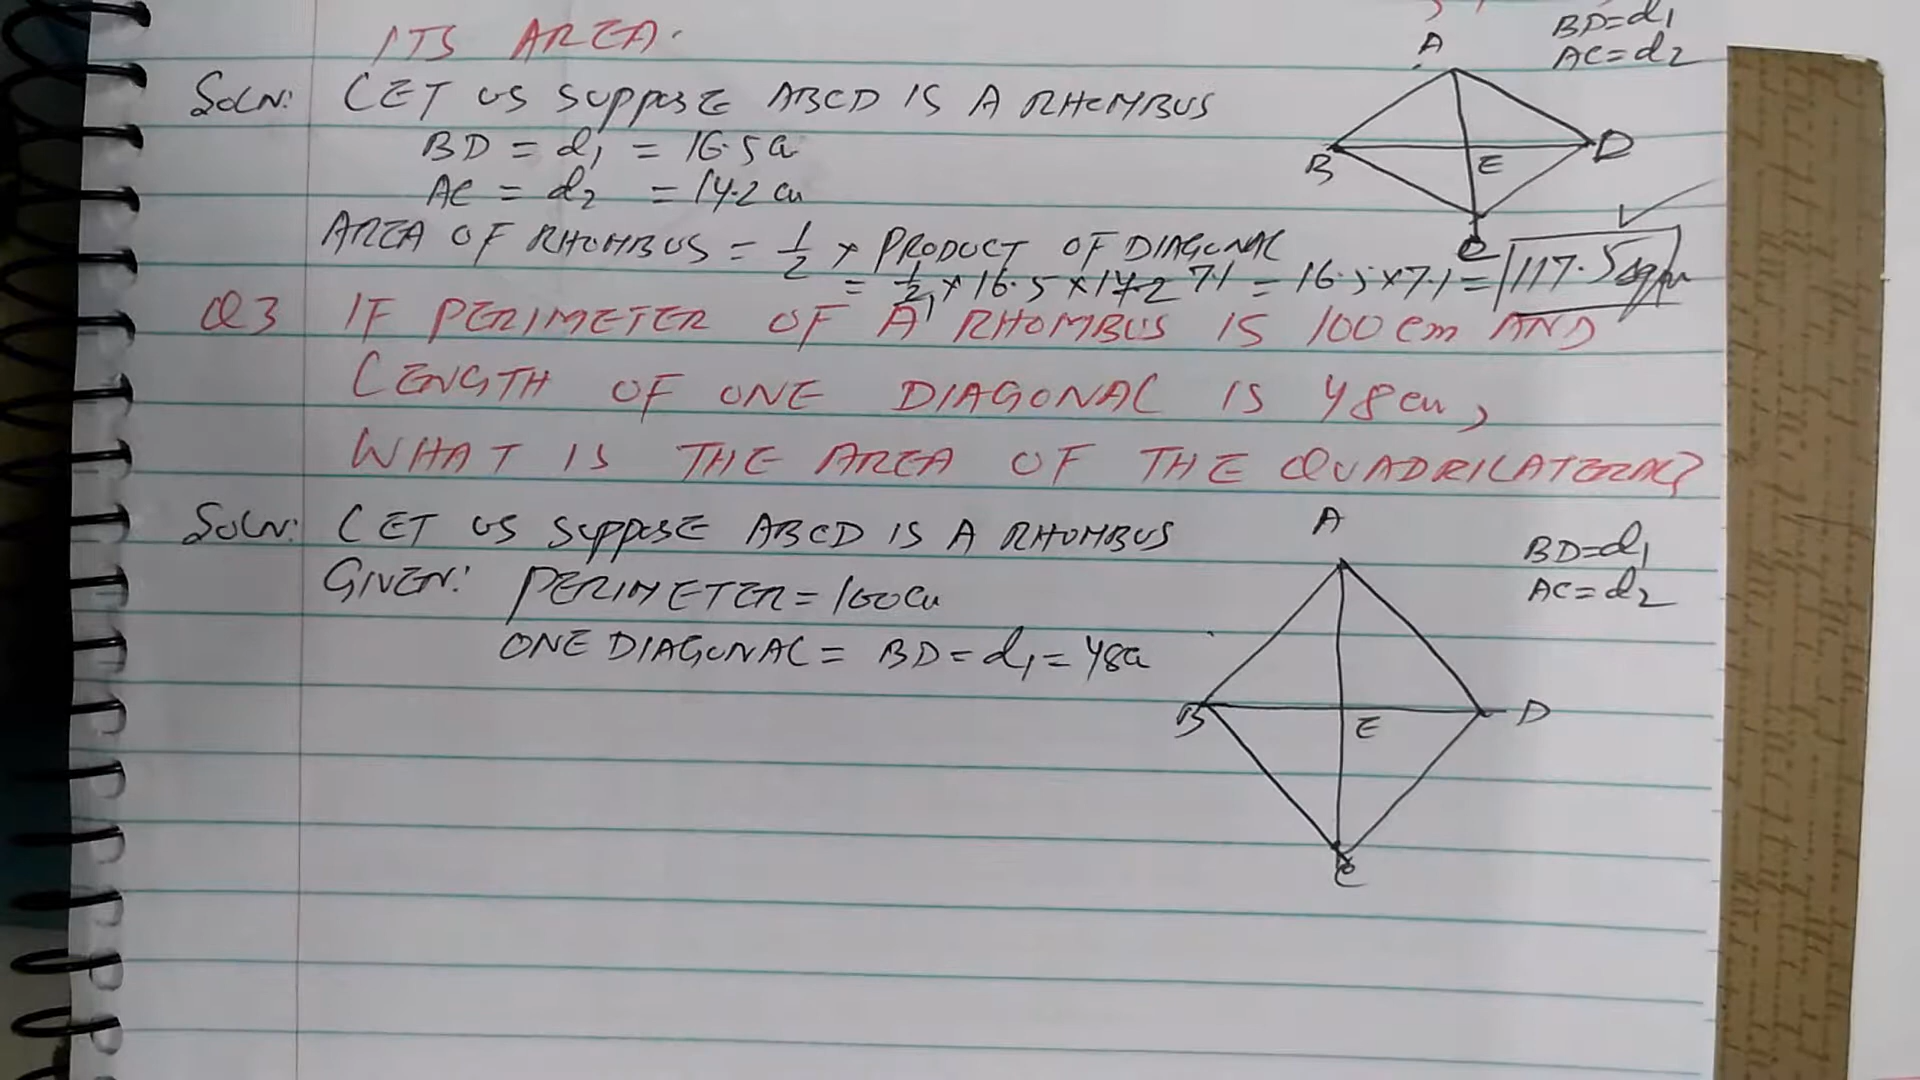 BD=d1
AC=d2
ITS AREA.
A
SOLN: LET US SUPPOSE ABCD IS A RHOMBUS
BD = d1 = 16.5 cm
B E D
AC = d2 = 14.2 cm
AREA OF RHOMBUS = 1/2 × PRODUCT OF DIAGONAL
C
= 1/2 × 16.5 × 14.2 7.1 = 16.5×7.1 = 117.5 sq cm
Q3 IF PERIMETER OF A RHOMBUS IS 100 cm AND
LENGTH OF ONE DIAGONAL IS 48 cm,
WHAT IS THE AREA OF THE QUADRILATERAL?
SOLN: LET US SUPPOSE ABCD IS A RHOMBUS
A
BD=d1
GIVEN: PERIMETER=100 cm
AC=d2
ONE DIAGONAL = BD = d1 = 48 cm
B E D
C